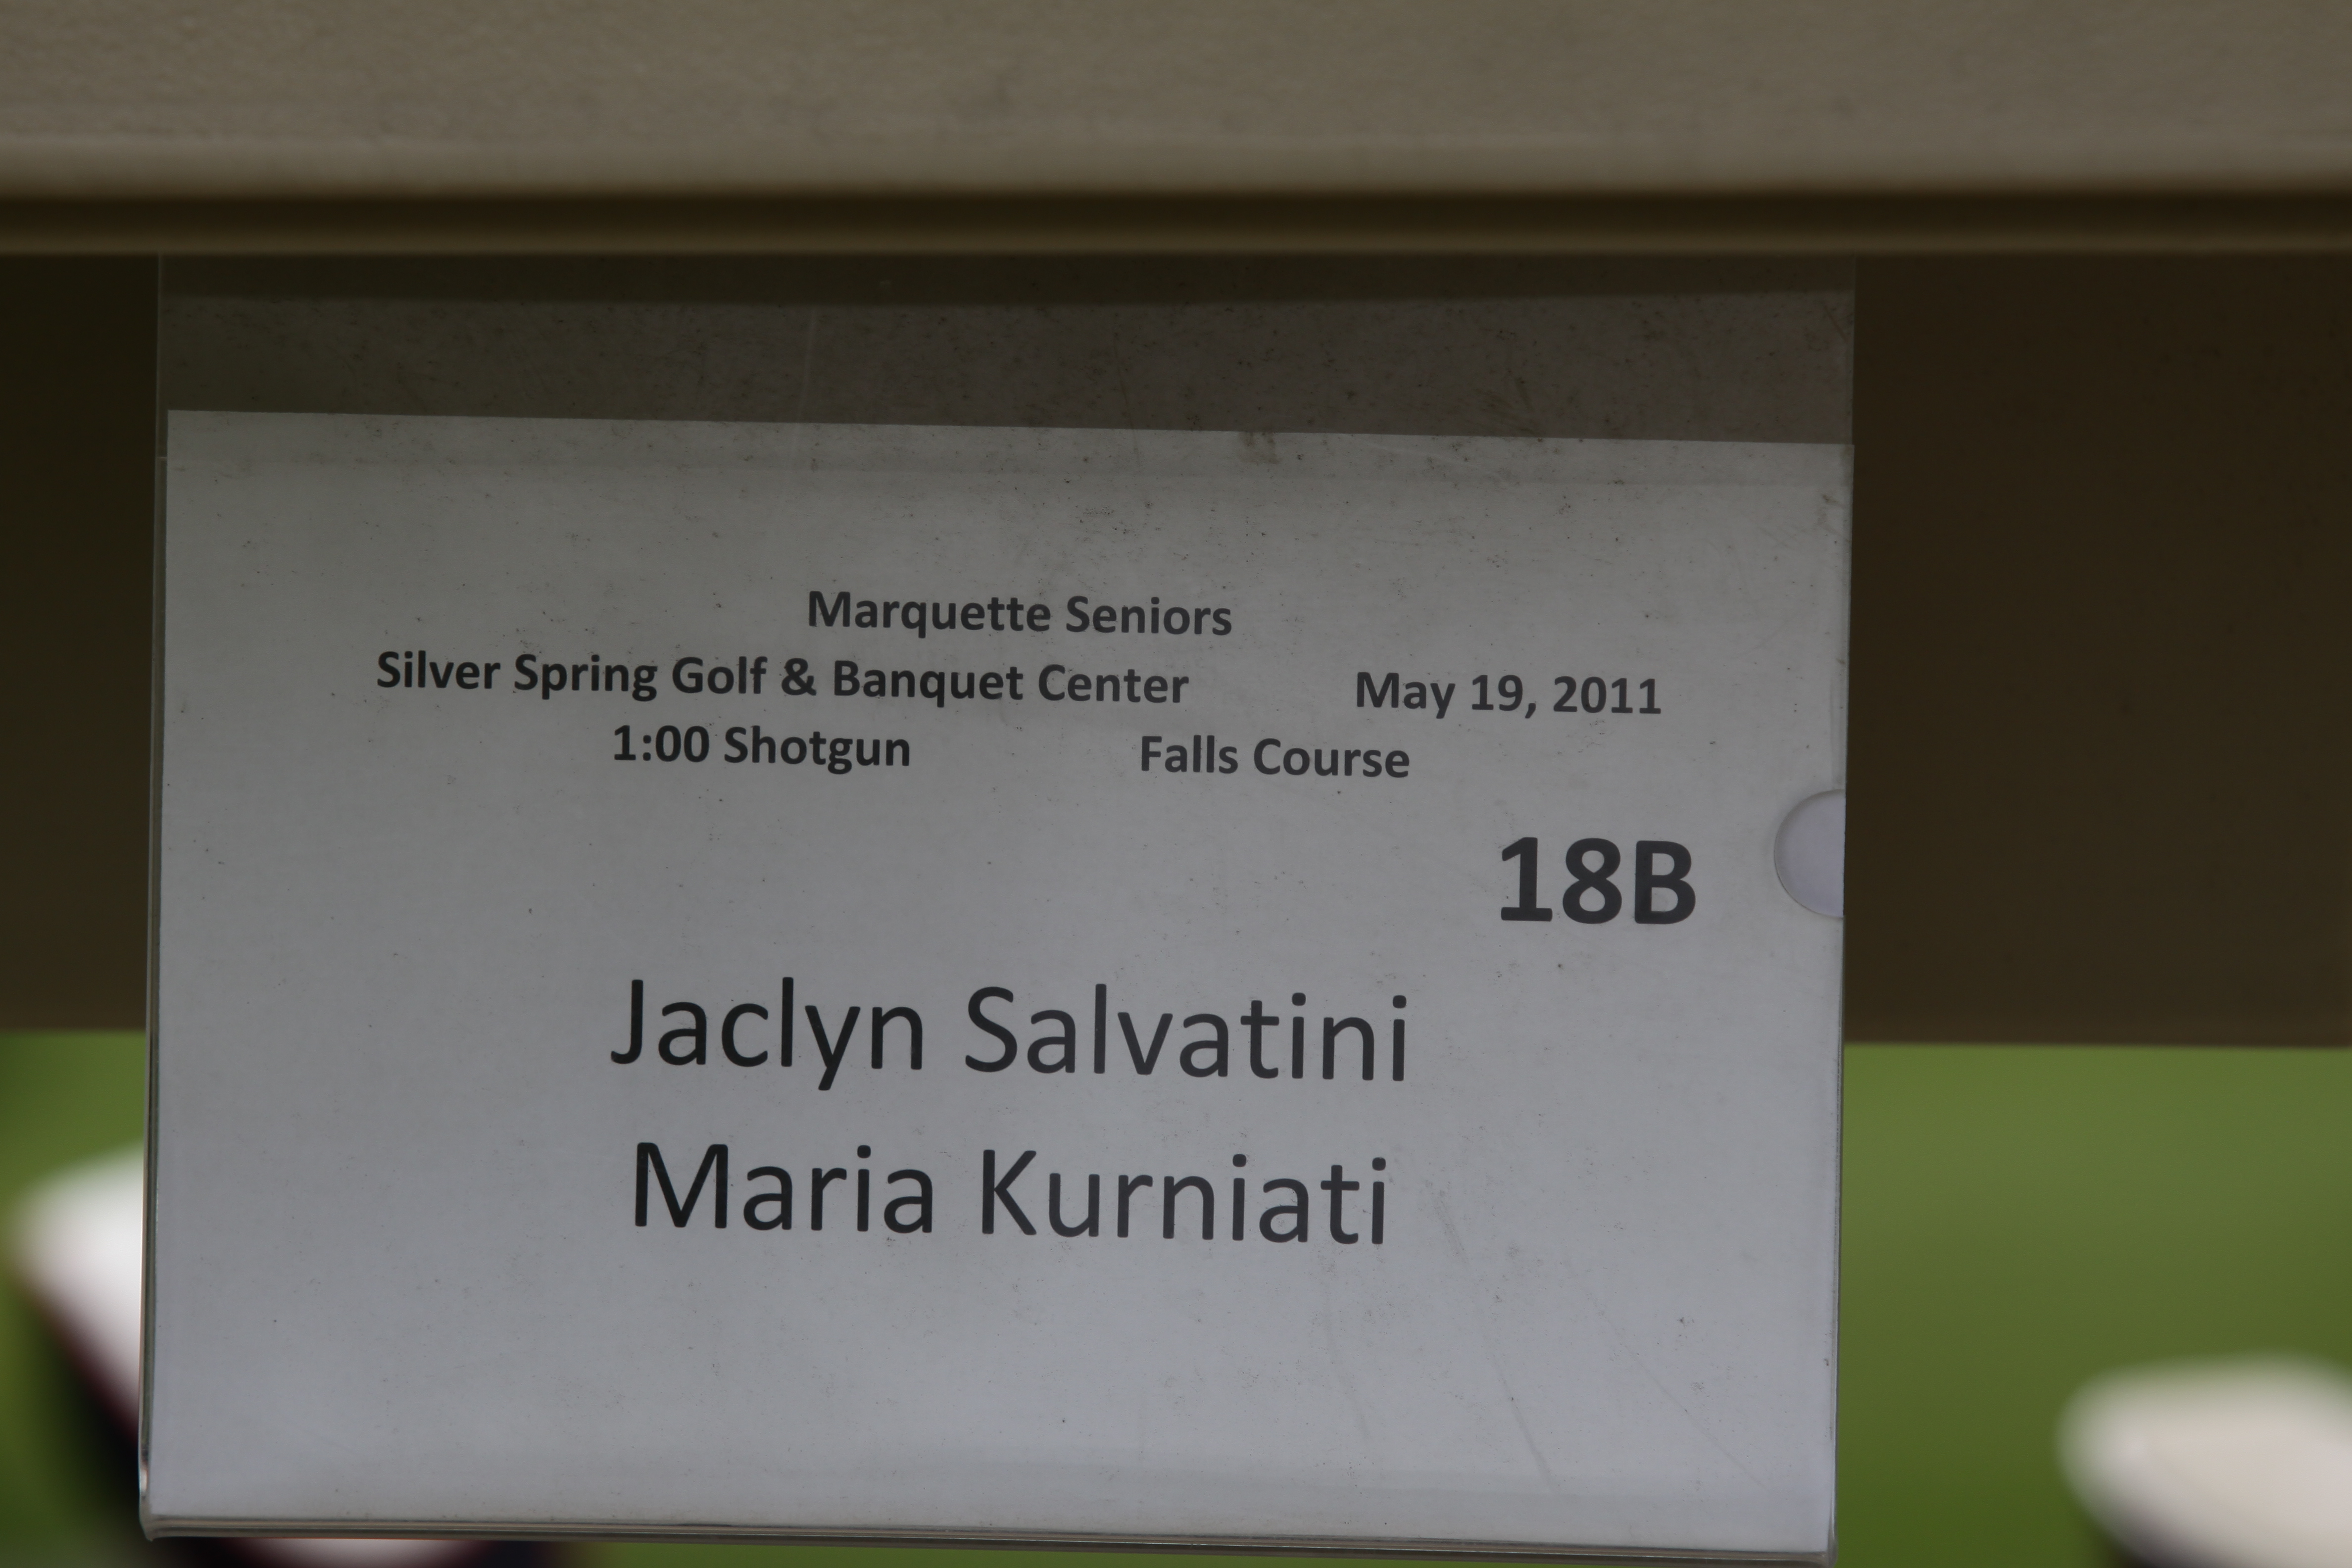 Marquette Seniors
Silver Spring Golf & Banquet Center May 19, 2011
1:00 Shotgun Falls Course
18B
Jaclyn Salvatini
Maria Kurniati